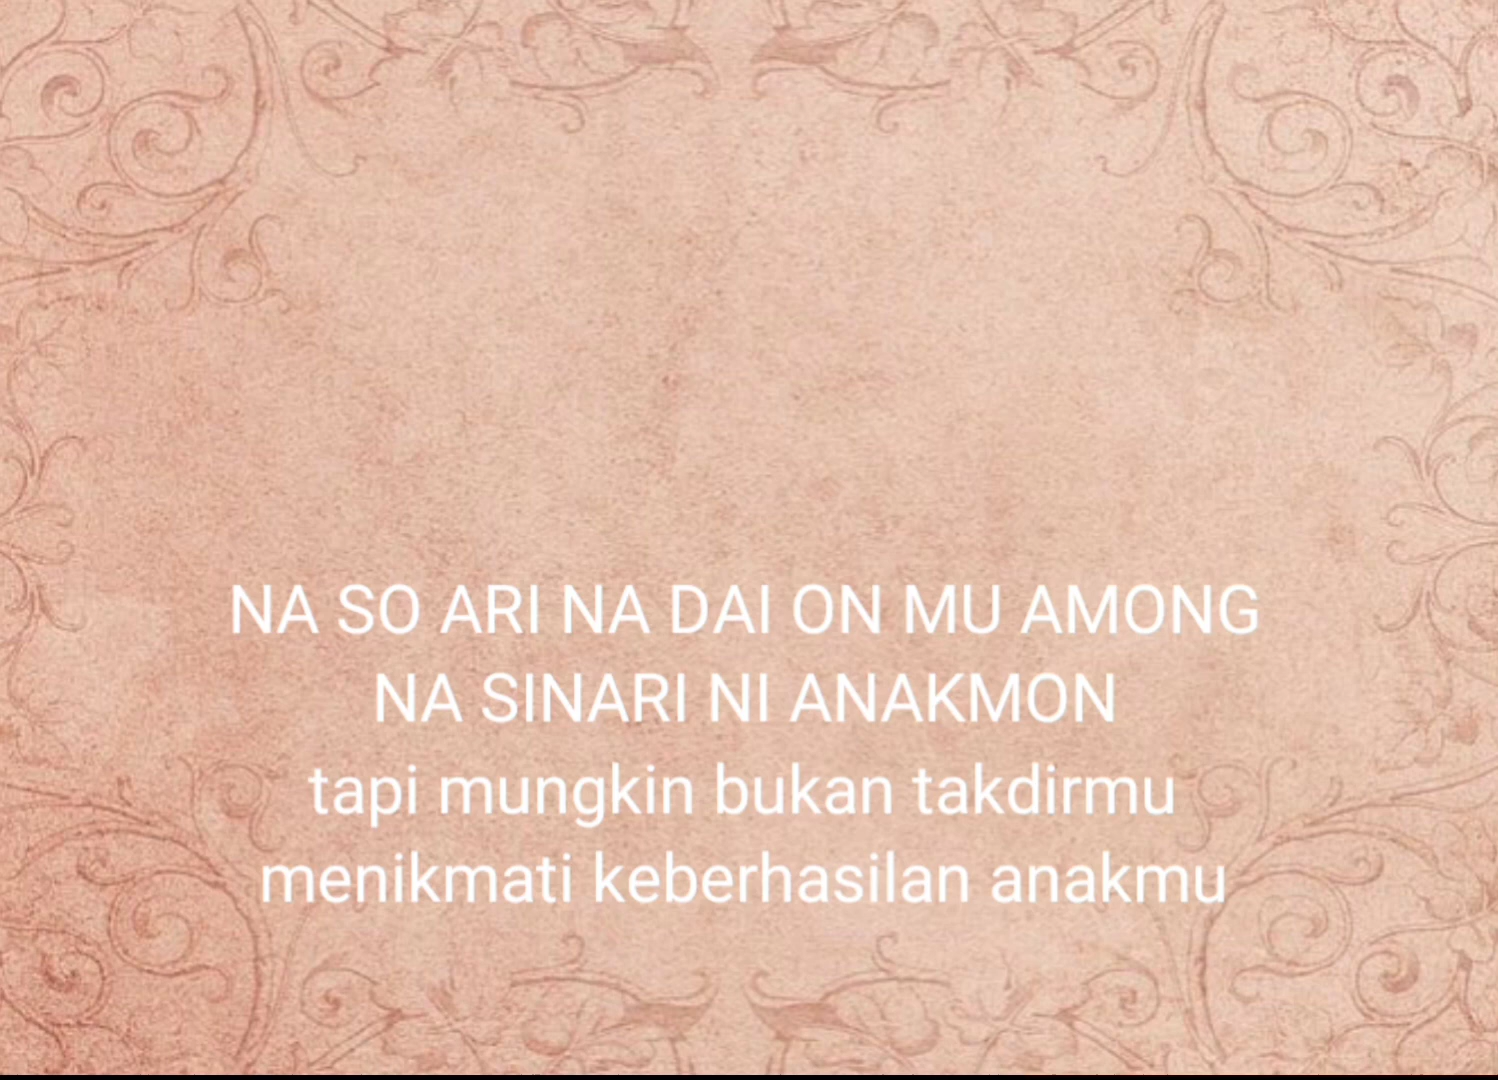 NA SO ARI NA DAI ON MU AMONG
NA SINARI NI ANAKMON
tapi mungkin bukan takdirmu
menikmati keberhasilan anakmu